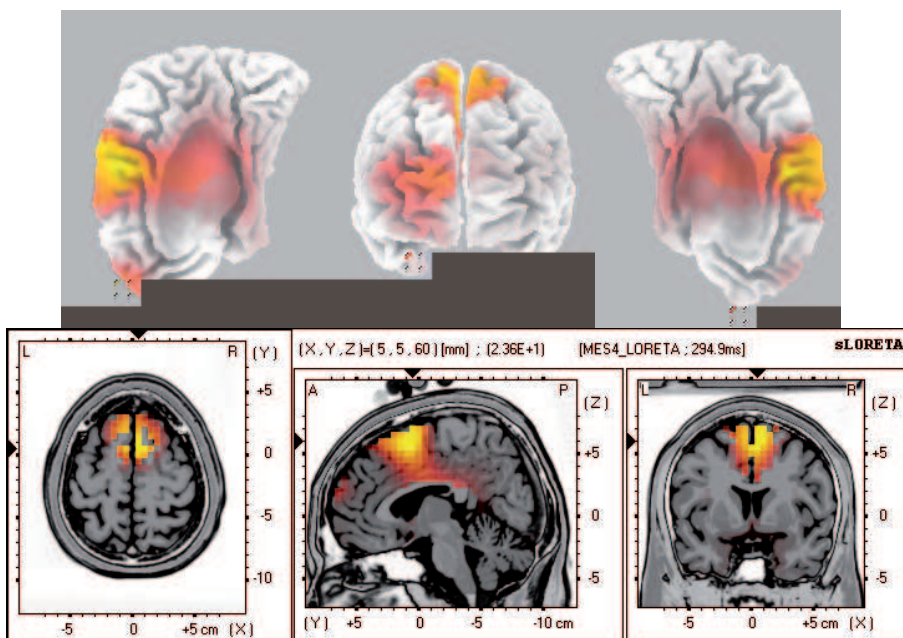 (X,Y,Z)=(5,5,60)[mm] ; (2.36E+1) [MES4_LORETA ; 294.9ms] sLORETA
L R (Y)
+5
0
-5
-10
-5 0 +5 cm (X)
A P (Z)
+5
0
-5
(Y) +5 0 -5 -10 cm
L R (Z)
+5
0
-5
-5 0 +5 cm (X)